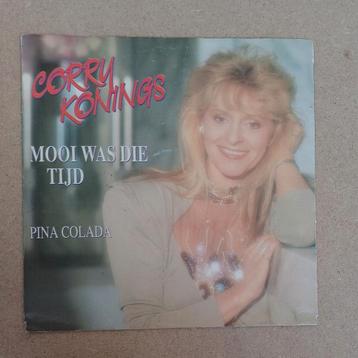 CORRY
KONINGS
MOOI WAS DIE
TIJD
PINA COLADA